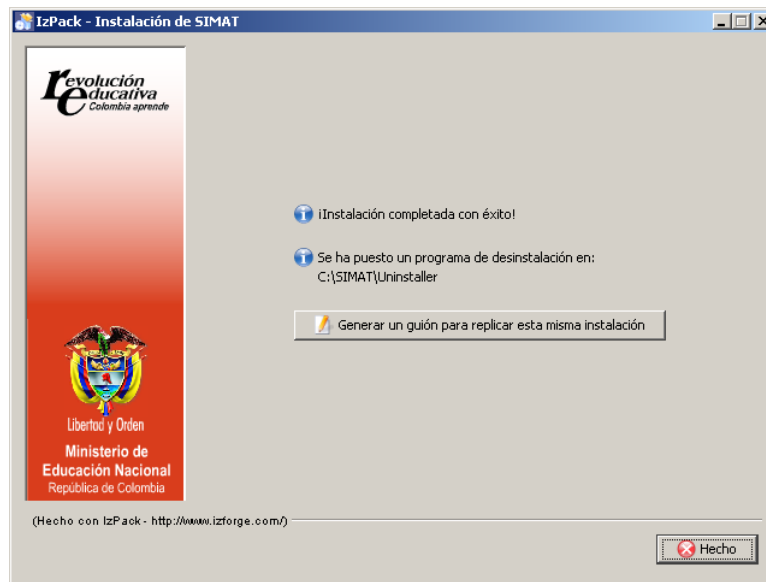 IzPack - Instalación de SIMAT
revolución
educativa
Colombia aprende
¡Instalación completada con éxito!
Se ha puesto un programa de desinstalación en:
C:\SIMAT\Uninstaller
Generar un guión para replicar esta misma instalación
Libertad y Orden
Ministerio de
Educación Nacional
República de Colombia
(Hecho con IzPack - http://www.izforge.com/)
Hecho